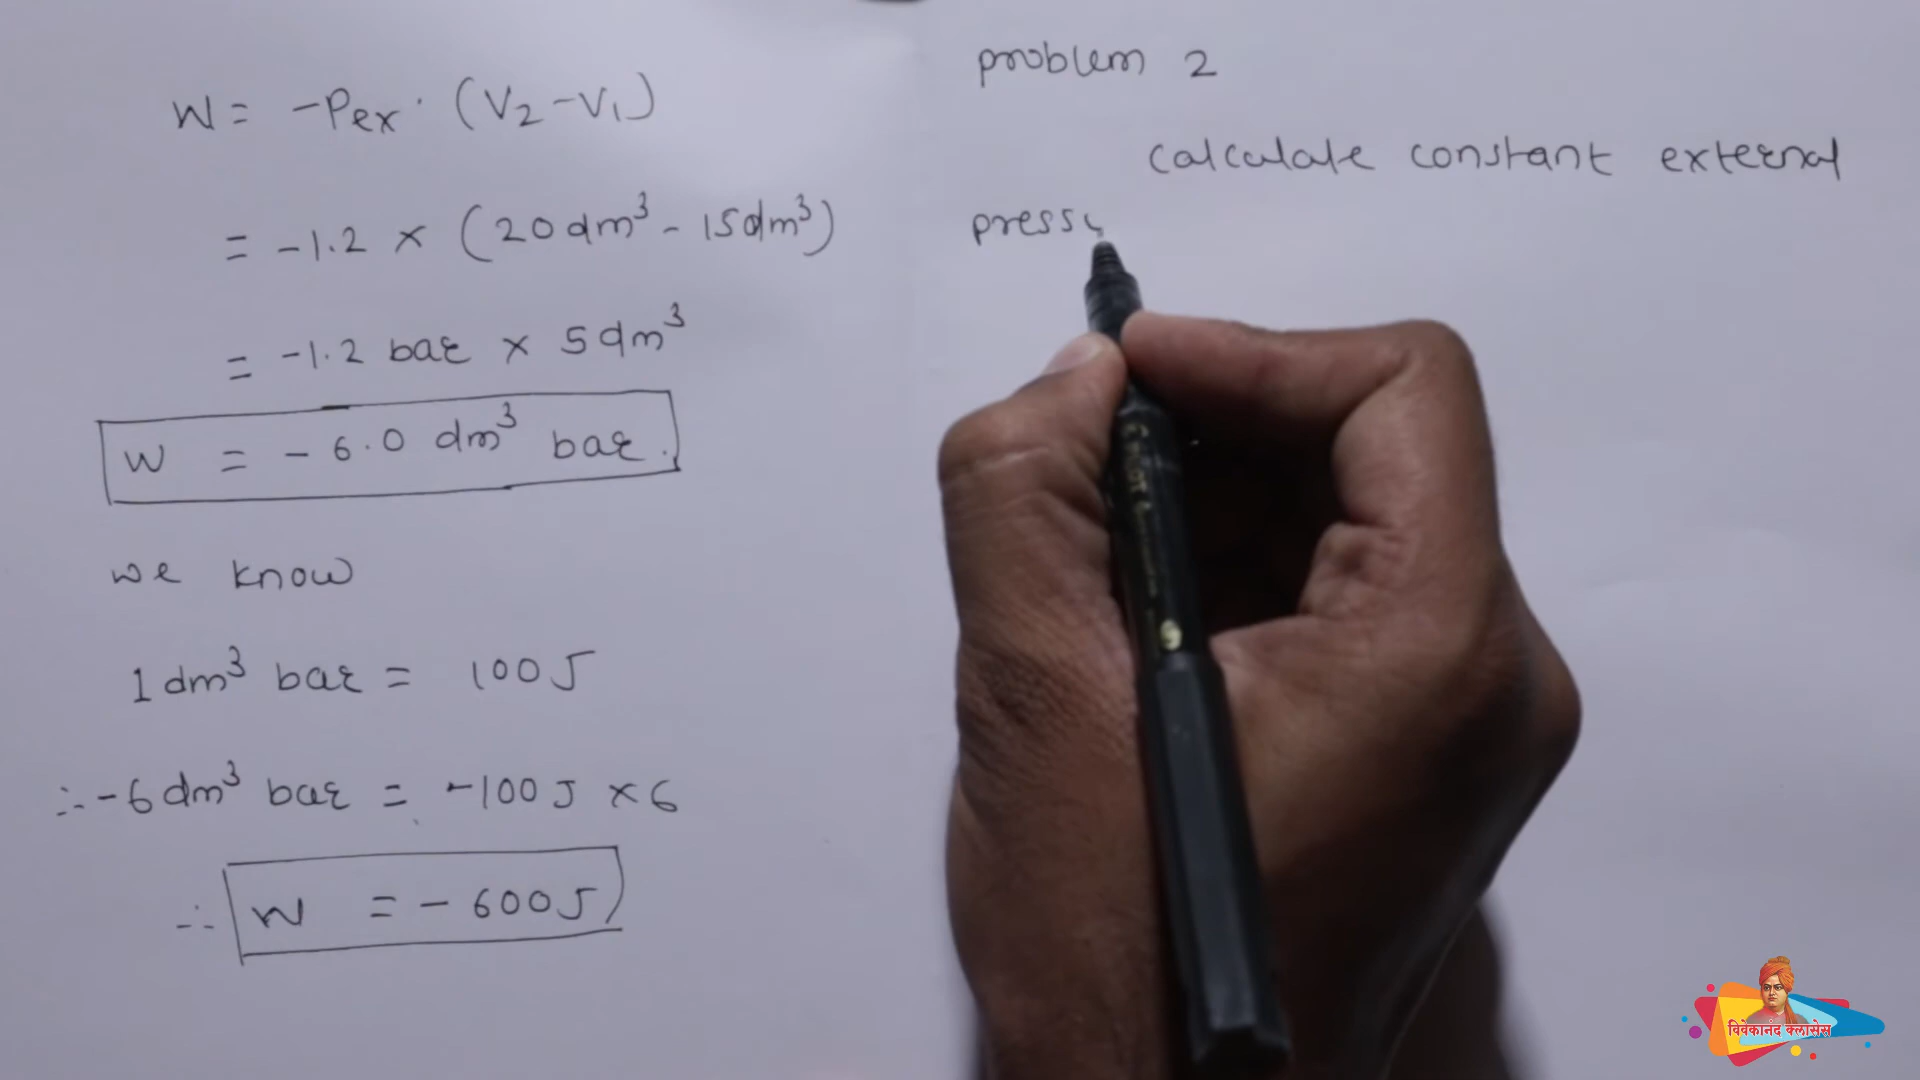 W = -Pex · (V2 - V1)
= -1.2 × (20 dm³ - 15 dm³)
= -1.2 bar × 5 dm³
W = - 6.0 dm³ bar.
we know
1 dm³ bar = 100 J
∴ -6 dm³ bar = -100 J × 6
∴ W = - 600 J
problem 2
calculate constant external
pressu
PILOT
विवेकानंद क्लासेस